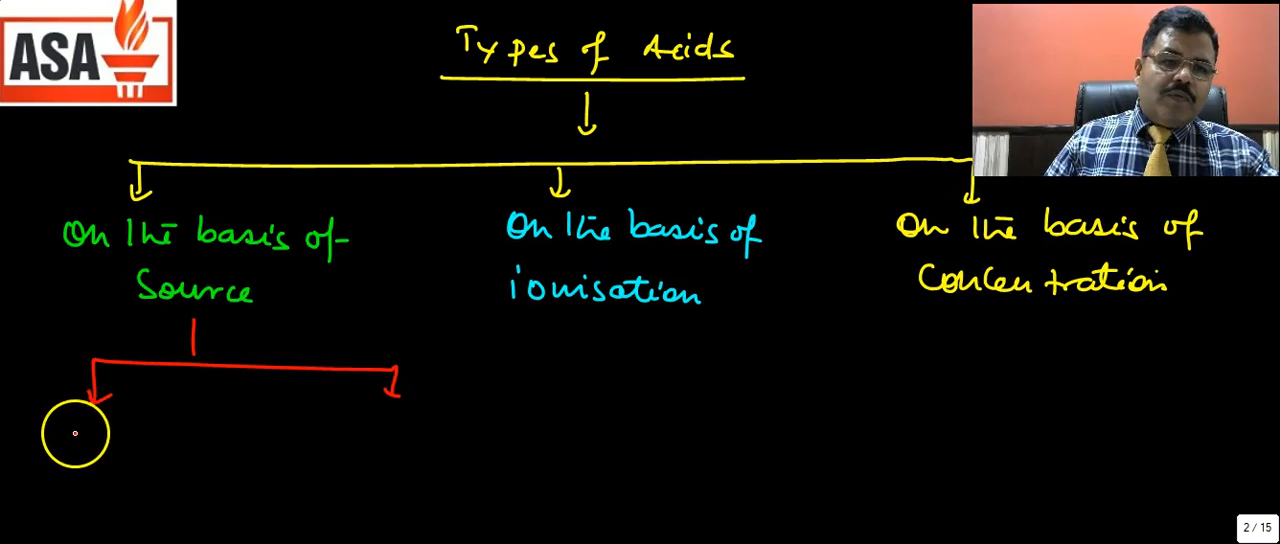 ASA
Types of Acids
On the basis of
Source
On the basis of
ionisation
On the basis of
Concentration
2 / 15